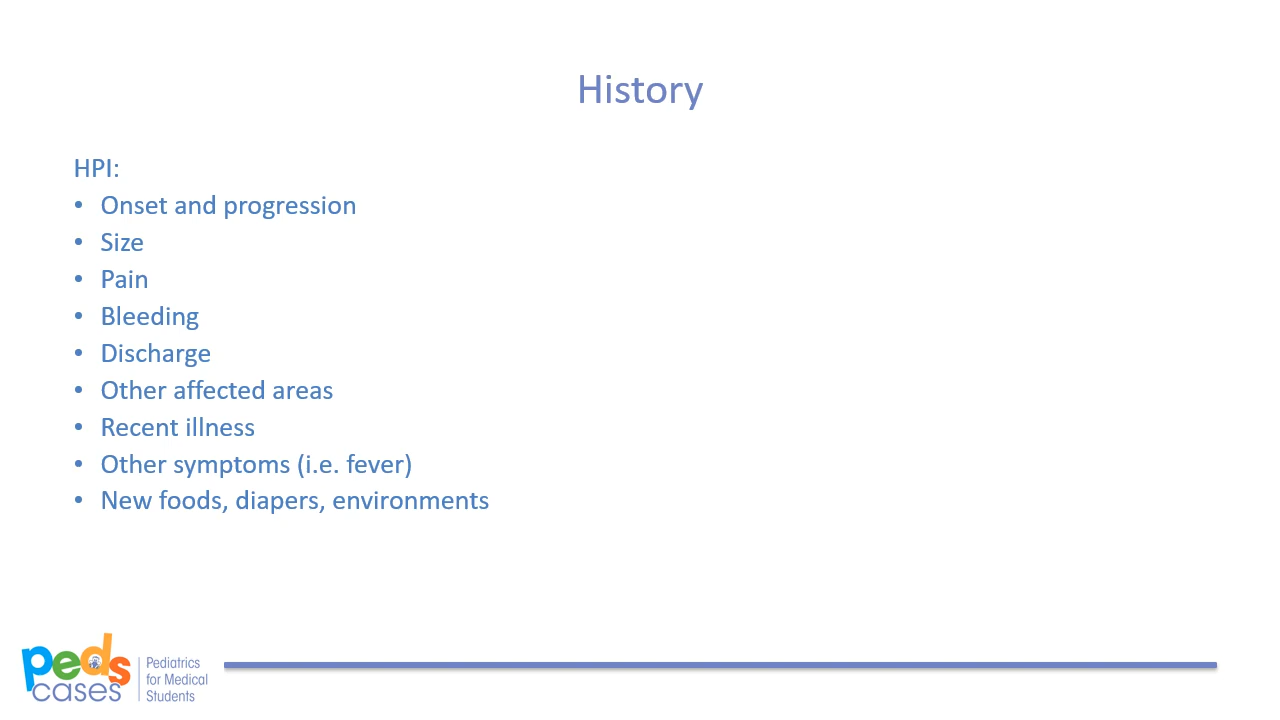 History
HPI:
• Onset and progression
• Size
• Pain
• Bleeding
• Discharge
• Other affected areas
• Recent illness
• Other symptoms (i.e. fever)
• New foods, diapers, environments
peds
cases
Pediatrics
for Medical
Students